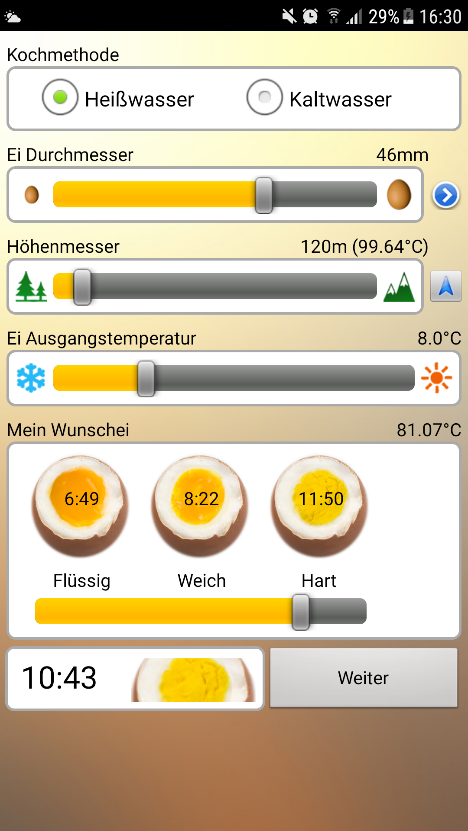 29% 16:30
Kochmethode
Heißwasser Kaltwasser
Ei Durchmesser 46mm
Höhenmesser 120m (99.64°C)
Ei Ausgangstemperatur 8.0°C
Mein Wunschei 81.07°C
6:49 8:22 11:50
Flüssig Weich Hart
10:43 Weiter